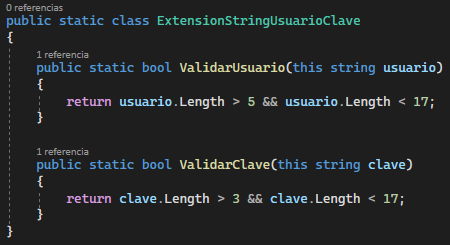 0 referencias
public static class ExtensionStringUsuarioClave
{
1 referencia
public static bool ValidarUsuario(this string usuario)
{
return usuario.Length > 5 && usuario.Length < 17;
}
1 referencia
public static bool ValidarClave(this string clave)
{
return clave.Length > 3 && clave.Length < 17;
}
}